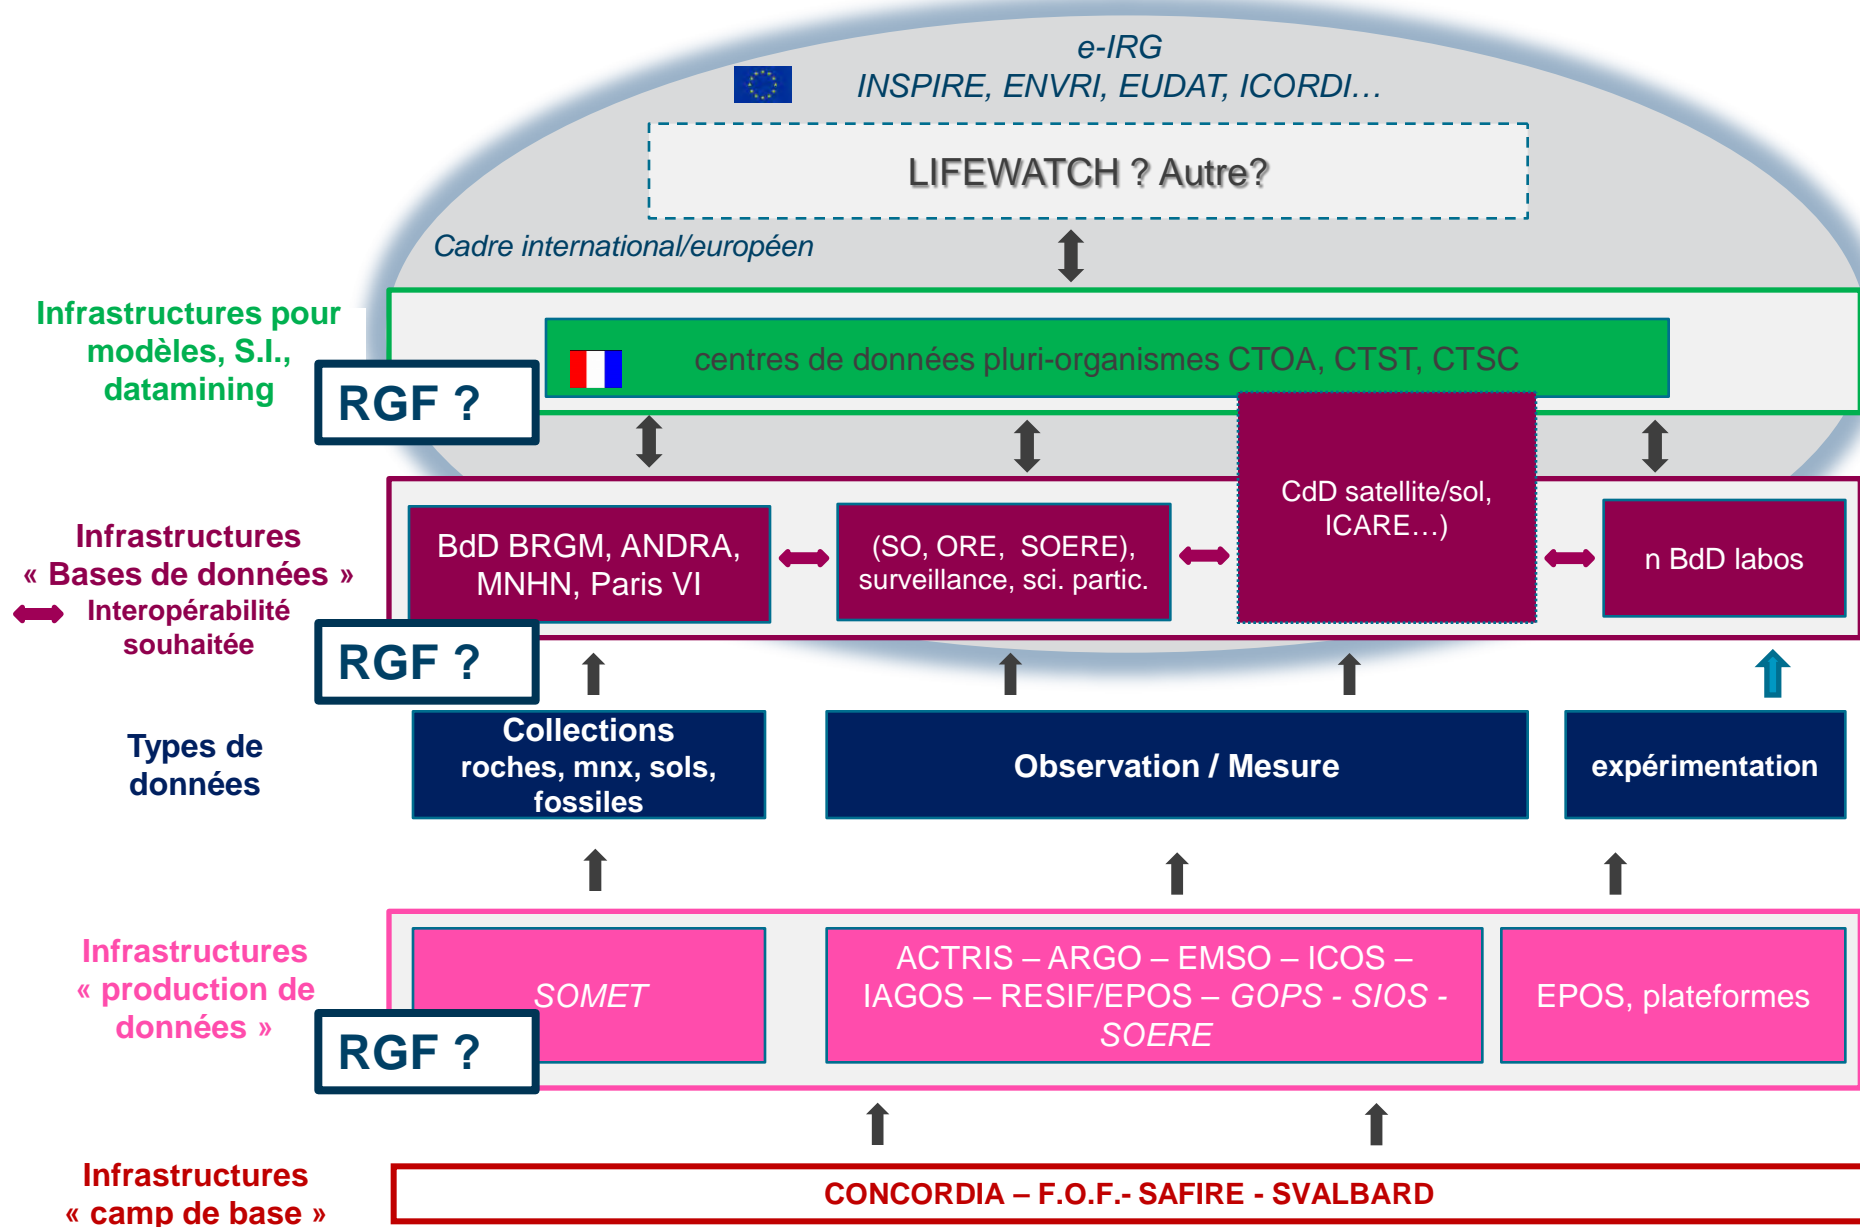 e-IRG
INSPIRE, ENVRI, EUDAT, ICORDI…
LIFEWATCH ? Autre?
Cadre international/européen
Infrastructures pour
modèles, S.I.,
datamining
RGF ?
centres de données pluri-organismes CTOA, CTST, CTSC
Infrastructures
« Bases de données »
Interopérabilité
souhaitée
RGF ?
BdD BRGM, ANDRA,
MNHN, Paris VI
(SO, ORE, SOERE),
surveillance, sci. partic.
CdD satellite/sol,
ICARE…)
n BdD labos
Types de
données
Collections
roches, mnx, sols,
fossiles
Observation / Mesure
expérimentation
Infrastructures
« production de
données »
RGF ?
SOMET
ACTRIS – ARGO – EMSO – ICOS –
IAGOS – RESIF/EPOS – GOPS - SIOS -
SOERE
EPOS, plateformes
Infrastructures
« camp de base »
CONCORDIA – F.O.F.- SAFIRE - SVALBARD